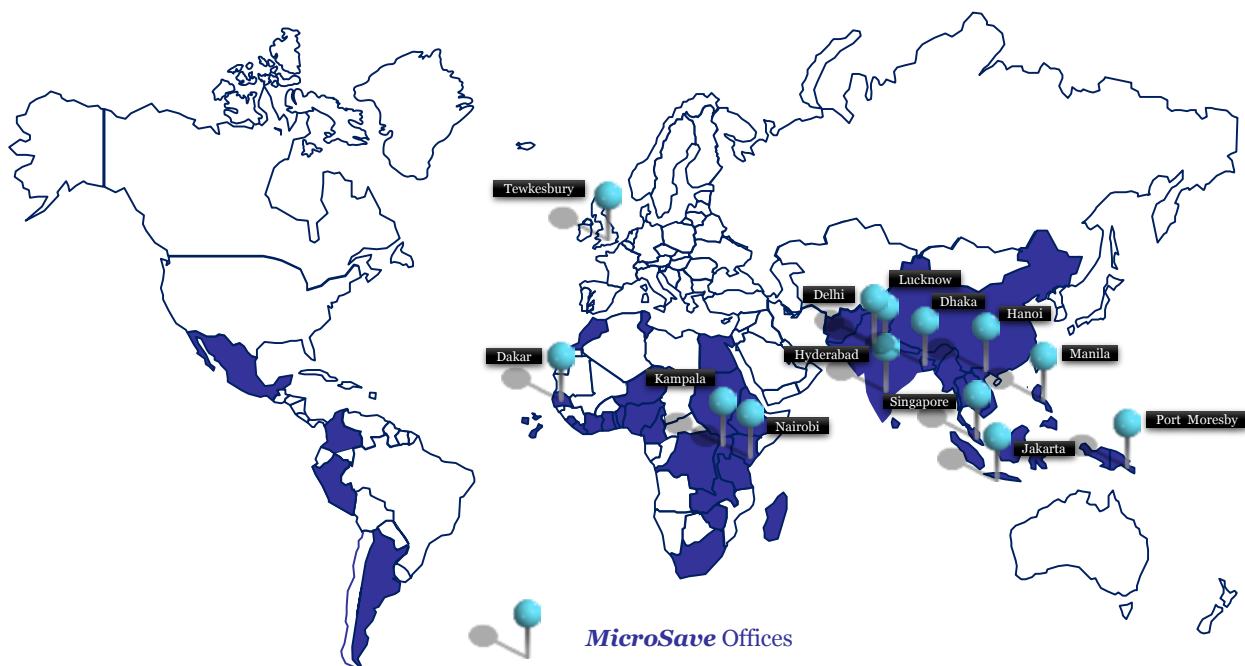 Tewkesbury
Lucknow
Delhi
Dhaka
Hanoi
Dakar
Hyderabad
Manila
Kampala
Singapore
Nairobi
Port Moresby
Jakarta
MicroSave Offices